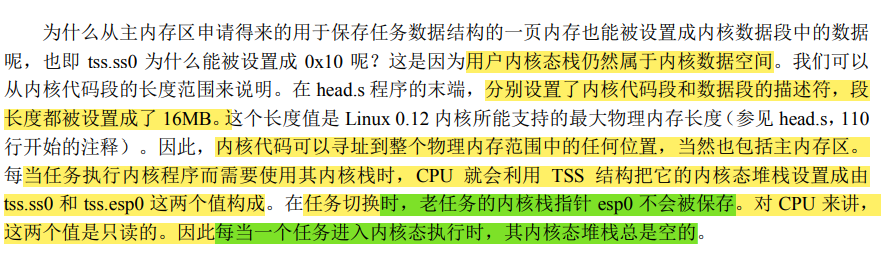 为什么从主内存区申请得来的用于保存任务数据结构的一页内存也能被设置成内核数据段中的数据
呢，也即 tss.ss0 为什么能被设置成 0x10 呢？这是因为用户内核态栈仍然属于内核数据空间。我们可以
从内核代码段的长度范围来说明。在 head.s 程序的末端，分别设置了内核代码段和数据段的描述符，段
长度都被设置成了 16MB。这个长度值是 Linux 0.12 内核所能支持的最大物理内存长度（参见 head.s，110
行开始的注释）。因此，内核代码可以寻址到整个物理内存范围中的任何位置，当然也包括主内存区。
每当任务执行内核程序而需要使用其内核栈时，CPU 就会利用 TSS 结构把它的内核态堆栈设置成由
tss.ss0 和 tss.esp0 这两个值构成。在任务切换时，老任务的内核栈指针 esp0 不会被保存。对 CPU 来讲，
这两个值是只读的。因此每当一个任务进入内核态执行时，其内核态堆栈总是空的。